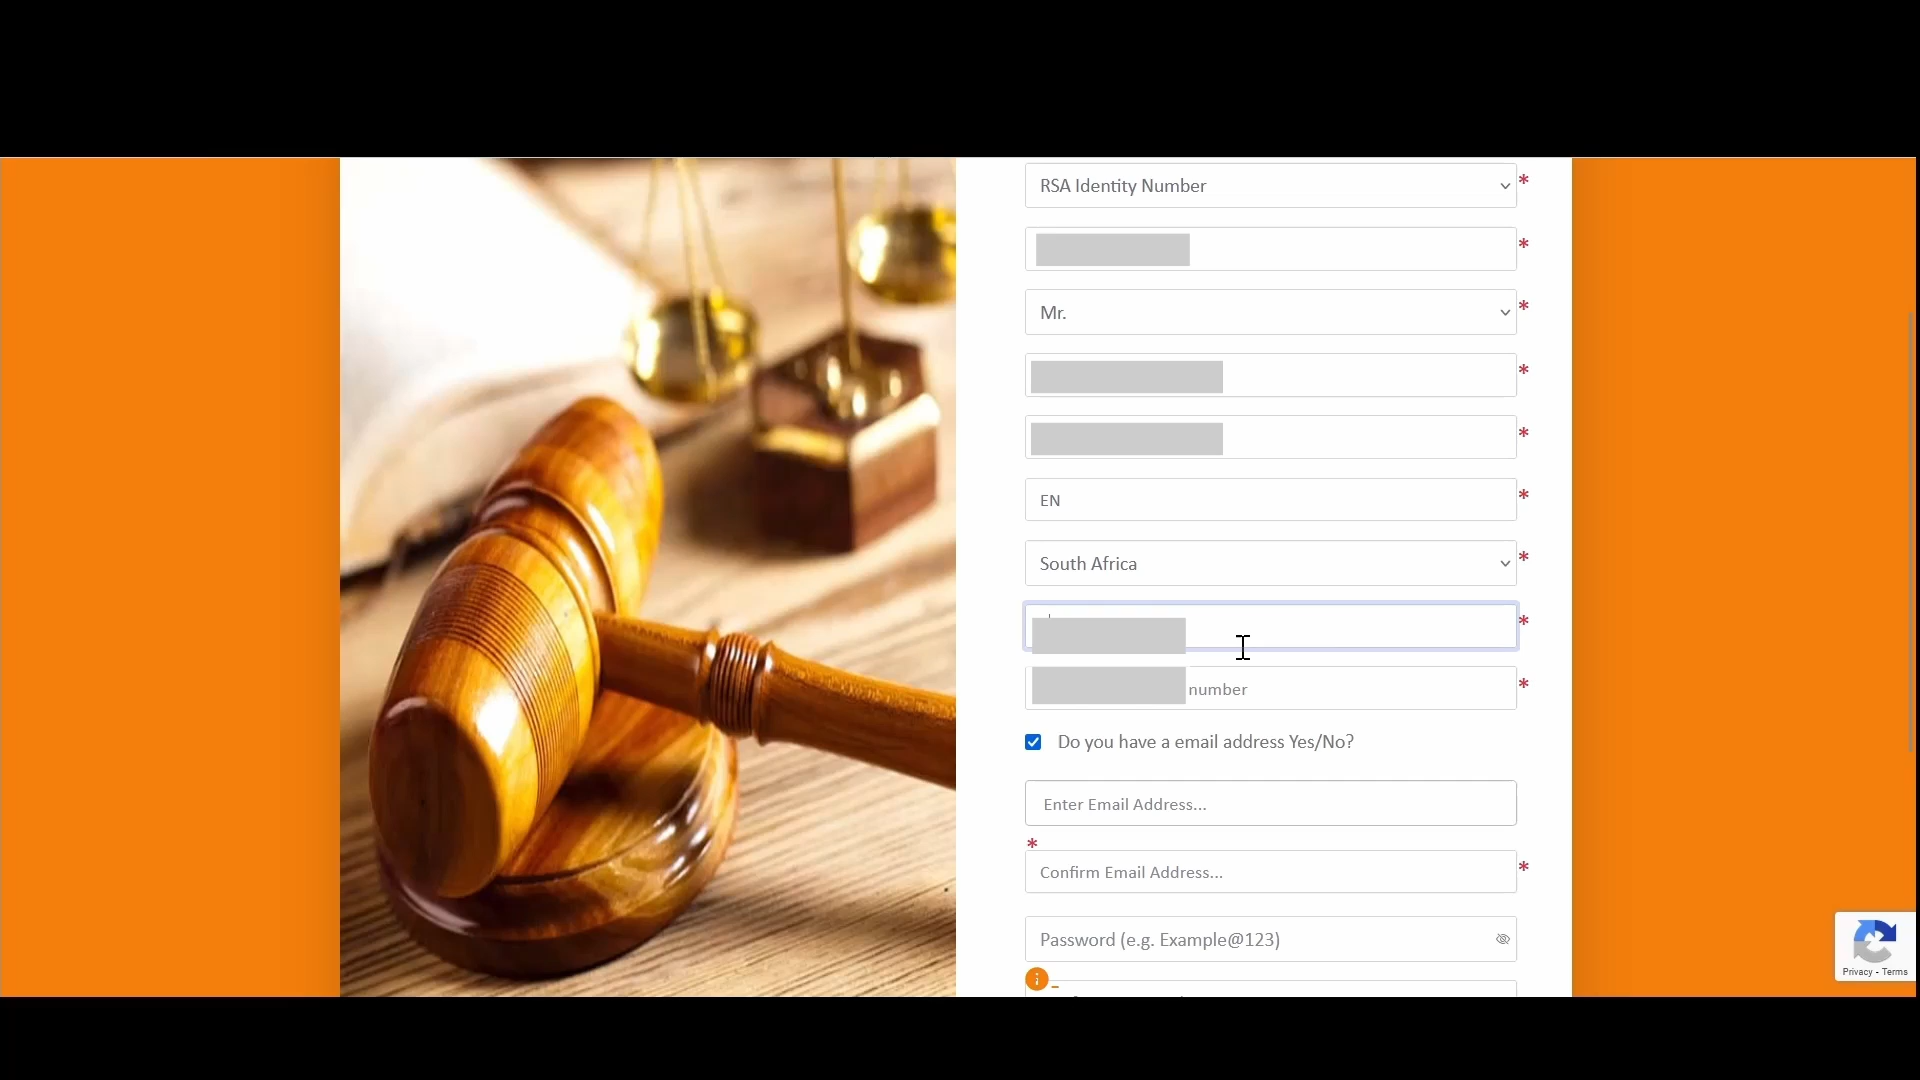 RSA Identity Number *
*
Mr. *
*
*
EN *
South Africa *
*
number *
Do you have a email address Yes/No?
Enter Email Address...
*
Confirm Email Address... *
Password (e.g. Example@123)
i -
Privacy - Terms